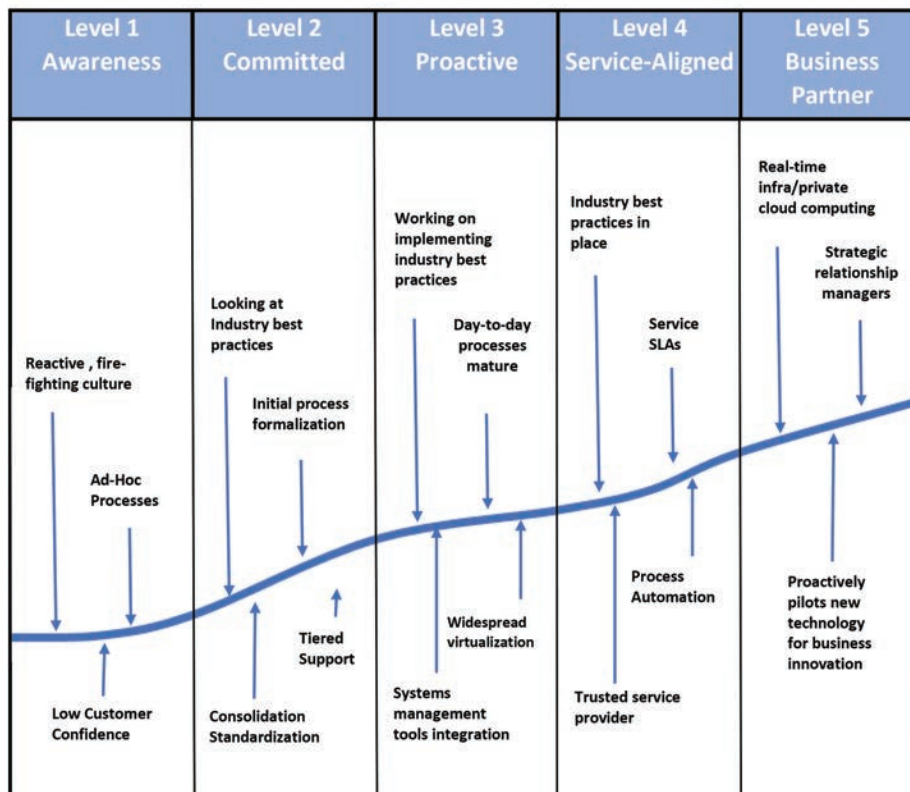 Level 1
Awareness
Level 2
Committed
Level 3
Proactive
Level 4
Service-Aligned
Level 5
Business
Partner
Reactive , fire-
fighting culture
Ad-Hoc
Processes
Low Customer
Confidence
Looking at
Industry best
practices
Initial process
formalization
Tiered
Support
Consolidation
Standardization
Working on
implementing
industry best
practices
Day-to-day
processes
mature
Widespread
virtualization
Systems
management
tools integration
Industry best
practices in
place
Service
SLAs
Process
Automation
Trusted service
provider
Real-time
infra/private
cloud computing
Strategic
relationship
managers
Proactively
pilots new
technology
for business
innovation